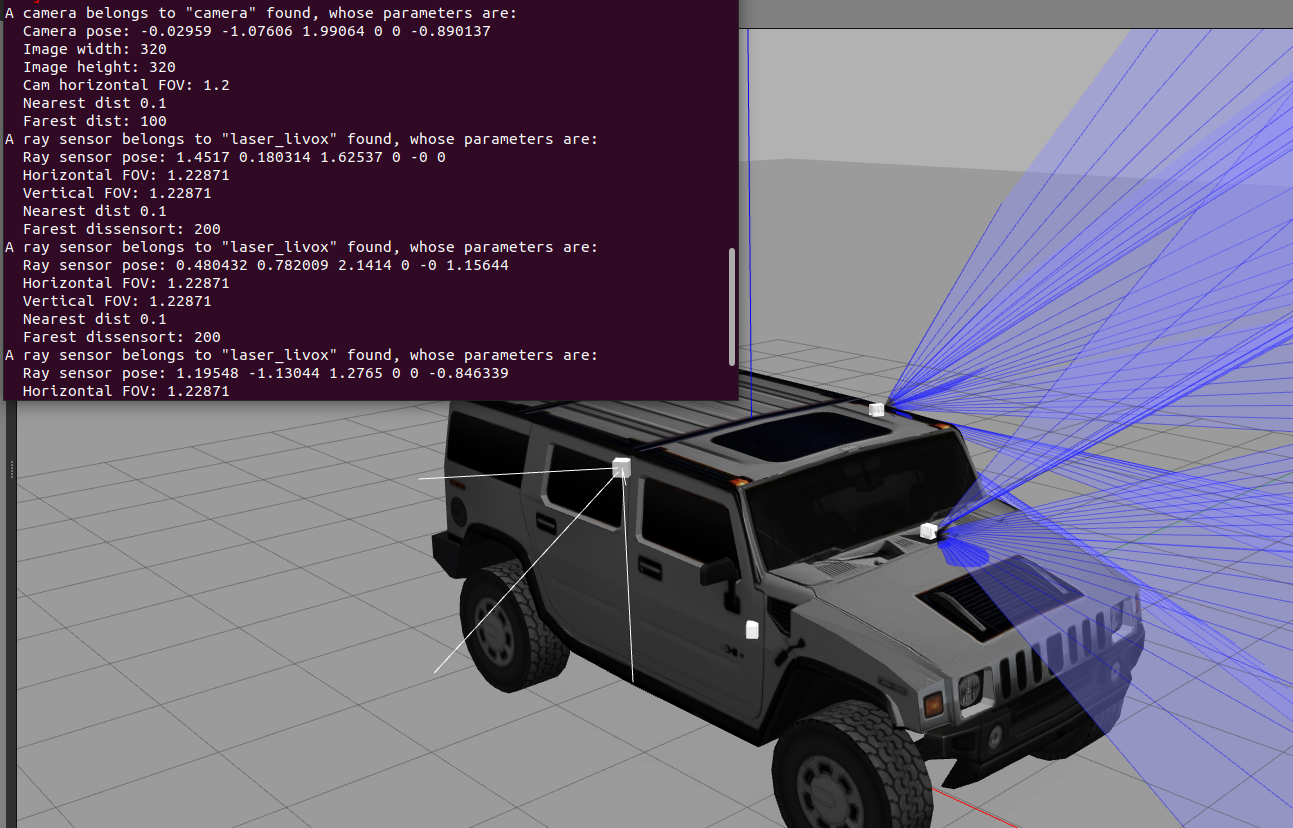 A camera belongs to "camera" found, whose parameters are:
Camera pose: -0.02959 -1.07606 1.99064 0 0 -0.890137
Image width: 320
Image height: 320
Cam horizontal FOV: 1.2
Nearest dist 0.1
Farest dist: 100
A ray sensor belongs to "laser_livox" found, whose parameters are:
Ray sensor pose: 1.4517 0.180314 1.62537 0 -0 0
Horizontal FOV: 1.22871
Vertical FOV: 1.22871
Nearest dist 0.1
Farest dissensort: 200
A ray sensor belongs to "laser_livox" found, whose parameters are:
Ray sensor pose: 0.480432 0.782009 2.1414 0 -0 1.15644
Horizontal FOV: 1.22871
Vertical FOV: 1.22871
Nearest dist 0.1
Farest dissensort: 200
A ray sensor belongs to "laser_livox" found, whose parameters are:
Ray sensor pose: 1.19548 -1.13044 1.2765 0 0 -0.846339
Horizontal FOV: 1.22871